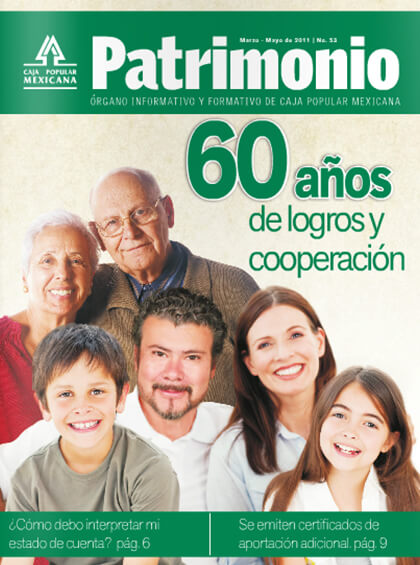 Marzo - Mayo de 2011 | No. 53
CAJA POPULAR
MEXICANA
Patrimonio
ÓRGANO INFORMATIVO Y FORMATIVO DE CAJA POPULAR MEXICANA
60 años
de logros y
cooperación
¿Cómo debo interpretar mi
estado de cuenta? pág. 6
Se emiten certificados de
aportación adicional. pág. 9